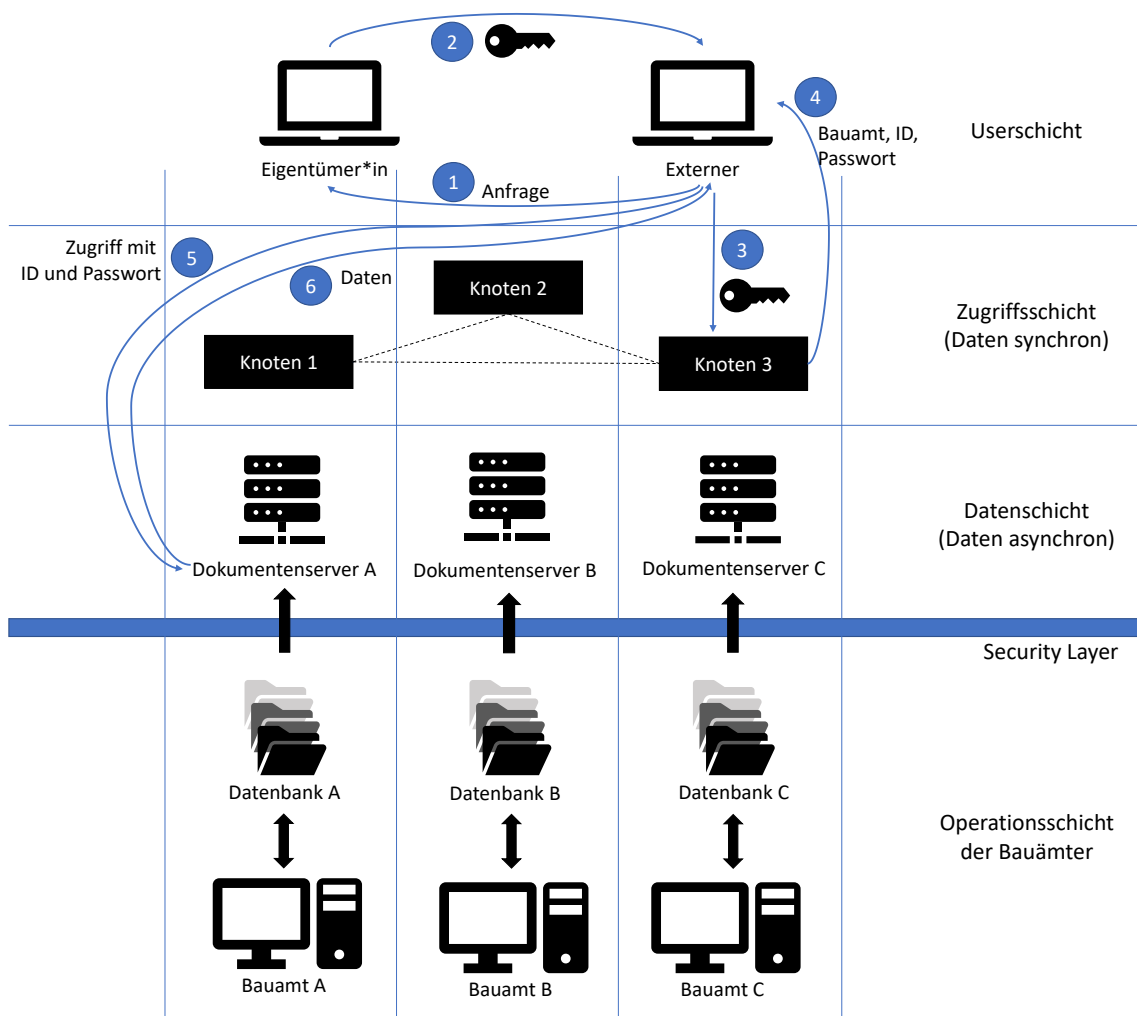 2
4
Bauamt, ID,
Passwort
Userschicht
Eigentümer*in
Externer
1
Anfrage
Zugriff mit
ID und Passwort
5
6
Daten
3
Knoten 2
Knoten 1
Knoten 3
Zugriffsschicht
(Daten synchron)
Datenschicht
(Daten asynchron)
Dokumentenserver A
Dokumentenserver B
Dokumentenserver C
Security Layer
Datenbank A
Datenbank B
Datenbank C
Operationsschicht
der Bauämter
Bauamt A
Bauamt B
Bauamt C